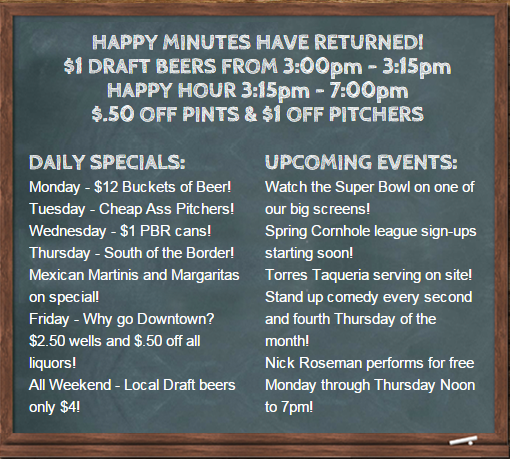 HAPPY MINUTES HAVE RETURNED!
$1 DRAFT BEERS FROM 3:00pm - 3:15pm
HAPPY HOUR 3:15pm - 7:00pm
$.50 OFF PINTS & $1 OFF PITCHERS
DAILY SPECIALS:
Monday - $12 Buckets of Beer!
Tuesday - Cheap Ass Pitchers!
Wednesday - $1 PBR cans!
Thursday - South of the Border!
Mexican Martinis and Margaritas
on special!
Friday - Why go Downtown?
$2.50 wells and $.50 off all
liquors!
All Weekend - Local Draft beers
only $4!
UPCOMING EVENTS:
Watch the Super Bowl on one of
our big screens!
Spring Cornhole league sign-ups
starting soon!
Torres Taqueria serving on site!
Stand up comedy every second
and fourth Thursday of the
month!
Nick Roseman performs for free
Monday through Thursday Noon
to 7pm!